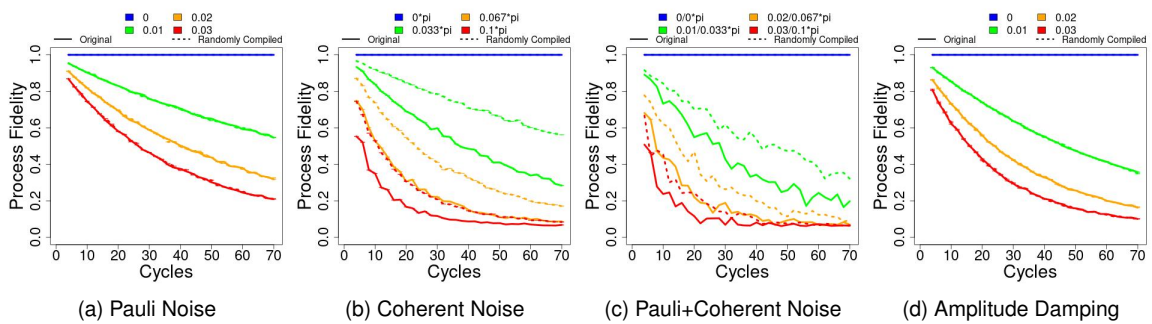 0 0.02
0.01 0.03
Original Randomly Compiled
Process Fidelity
0.0 0.2 0.4 0.6 0.8 1.0
0 10 20 30 40 50 60 70
Cycles
(a) Pauli Noise
0*pi 0.067*pi
0.033*pi 0.1*pi
Original Randomly Compiled
Process Fidelity
0.0 0.2 0.4 0.6 0.8 1.0
0 10 20 30 40 50 60 70
Cycles
(b) Coherent Noise
0/0*pi 0.02/0.067*pi
0.01/0.033*pi 0.03/0.1*pi
Original Randomly Compiled
Process Fidelity
0.0 0.2 0.4 0.6 0.8 1.0
0 10 20 30 40 50 60 70
Cycles
(c) Pauli+Coherent Noise
0 0.02
0.01 0.03
Original Randomly Compiled
Process Fidelity
0.0 0.2 0.4 0.6 0.8 1.0
0 10 20 30 40 50 60 70
Cycles
(d) Amplitude Damping